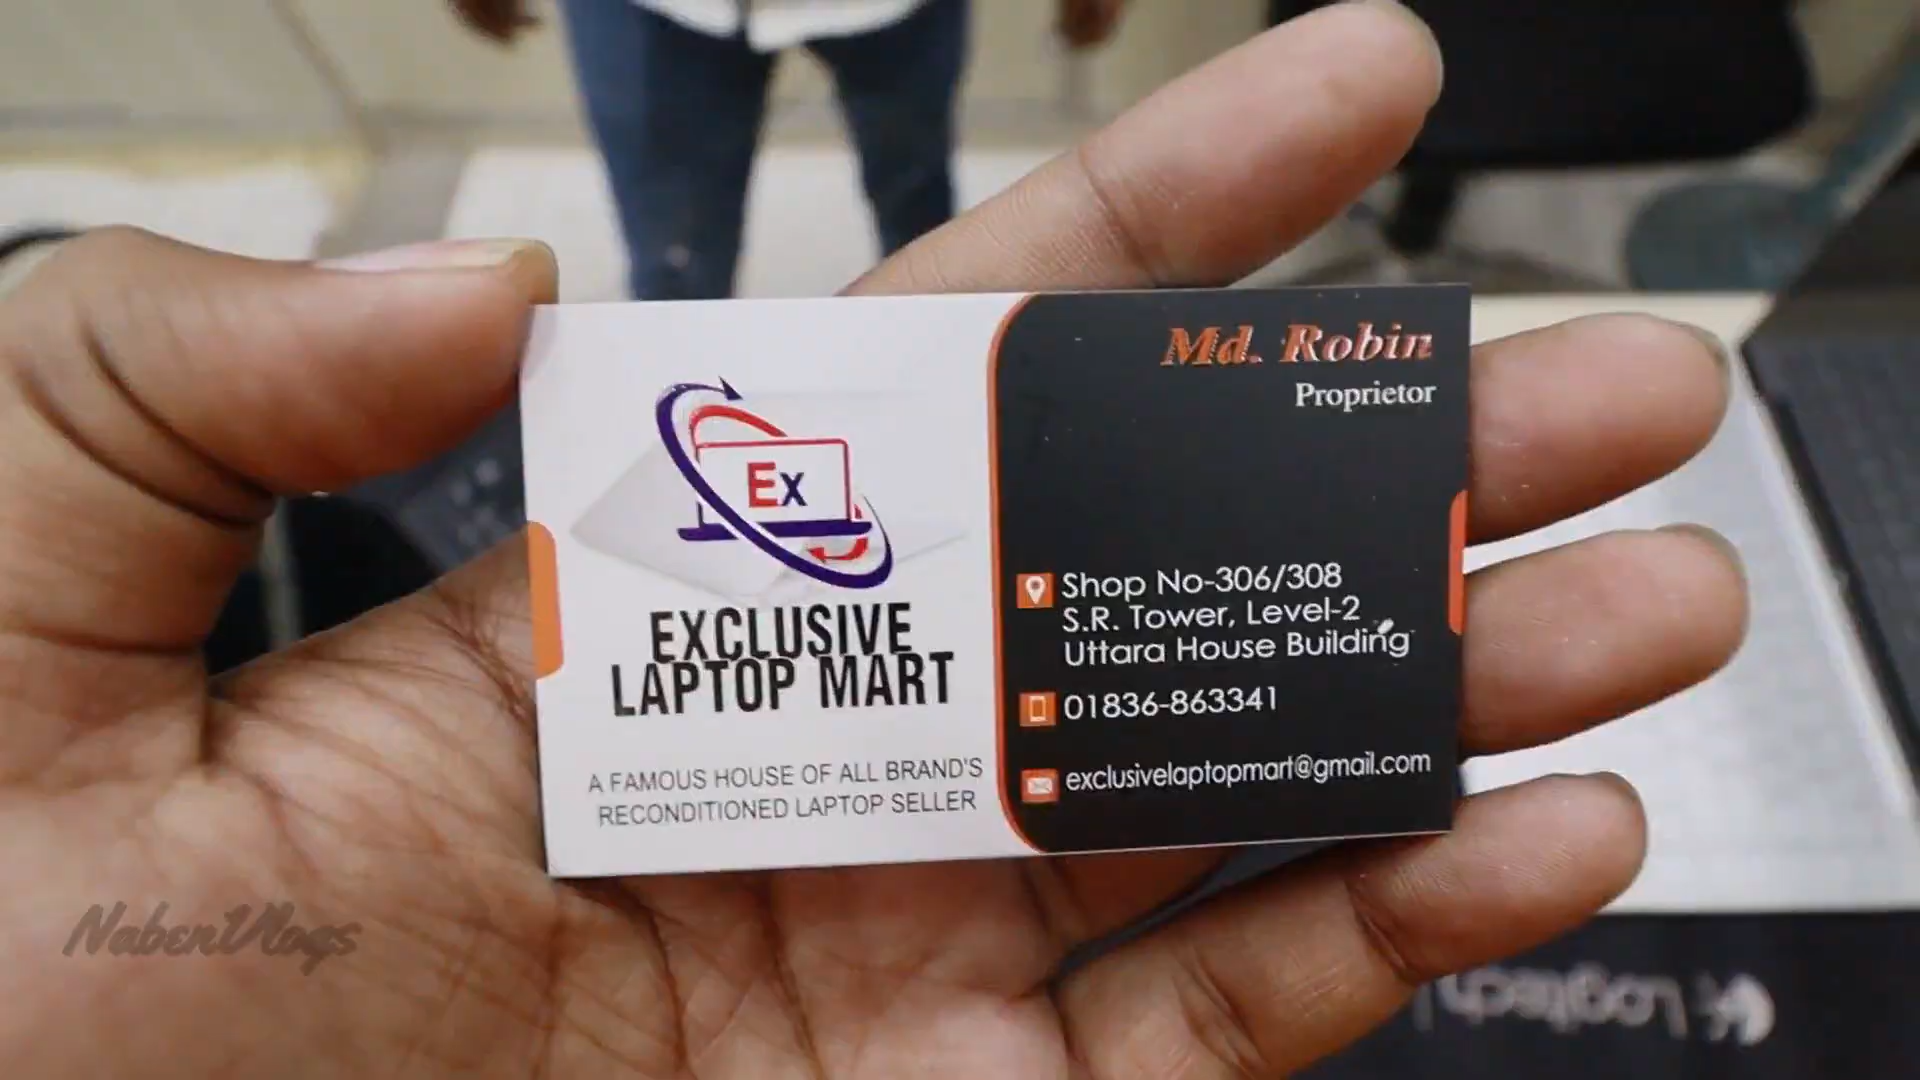 Ex
EXCLUSIVE
LAPTOP MART
A FAMOUS HOUSE OF ALL BRAND'S
RECONDITIONED LAPTOP SELLER
Md. Robin
Proprietor
Shop No-306/308
S.R. Tower, Level-2
Uttara House Building
01836-863341
exclusivelaptopmart@gmail.com
NabenVlogs
Logitech